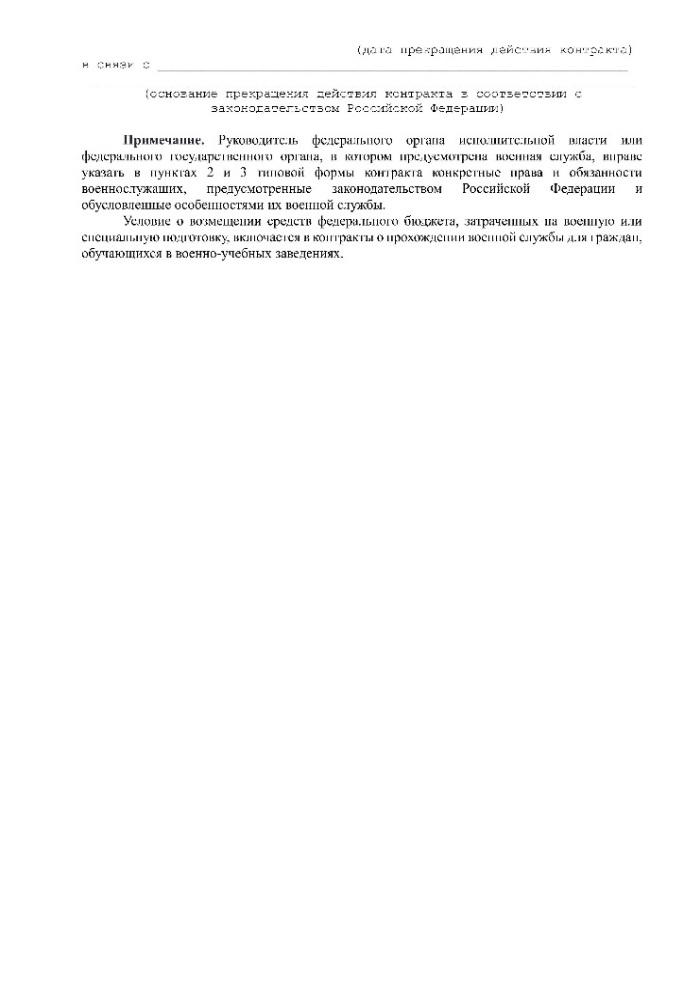 (дата прекращения действия контракта)
в связи с ____________________________________________________________
______________________________________________________________________
(основание прекращения действия контракта в соответствии с
законодательством Российской Федерации)
Примечание. Руководитель федерального органа исполнительной власти или
федерального государственного органа, в котором предусмотрена военная служба, вправе
указать в пунктах 2 и 3 типовой формы контракта конкретные права и обязанности
военнослужащих, предусмотренные законодательством Российской Федерации и
обусловленные особенностями их военной службы.
Условие о возмещении средств федерального бюджета, затраченных на военную или
специальную подготовку, включается в контракты о прохождении военной службы для граждан,
обучающихся в военно-учебных заведениях.